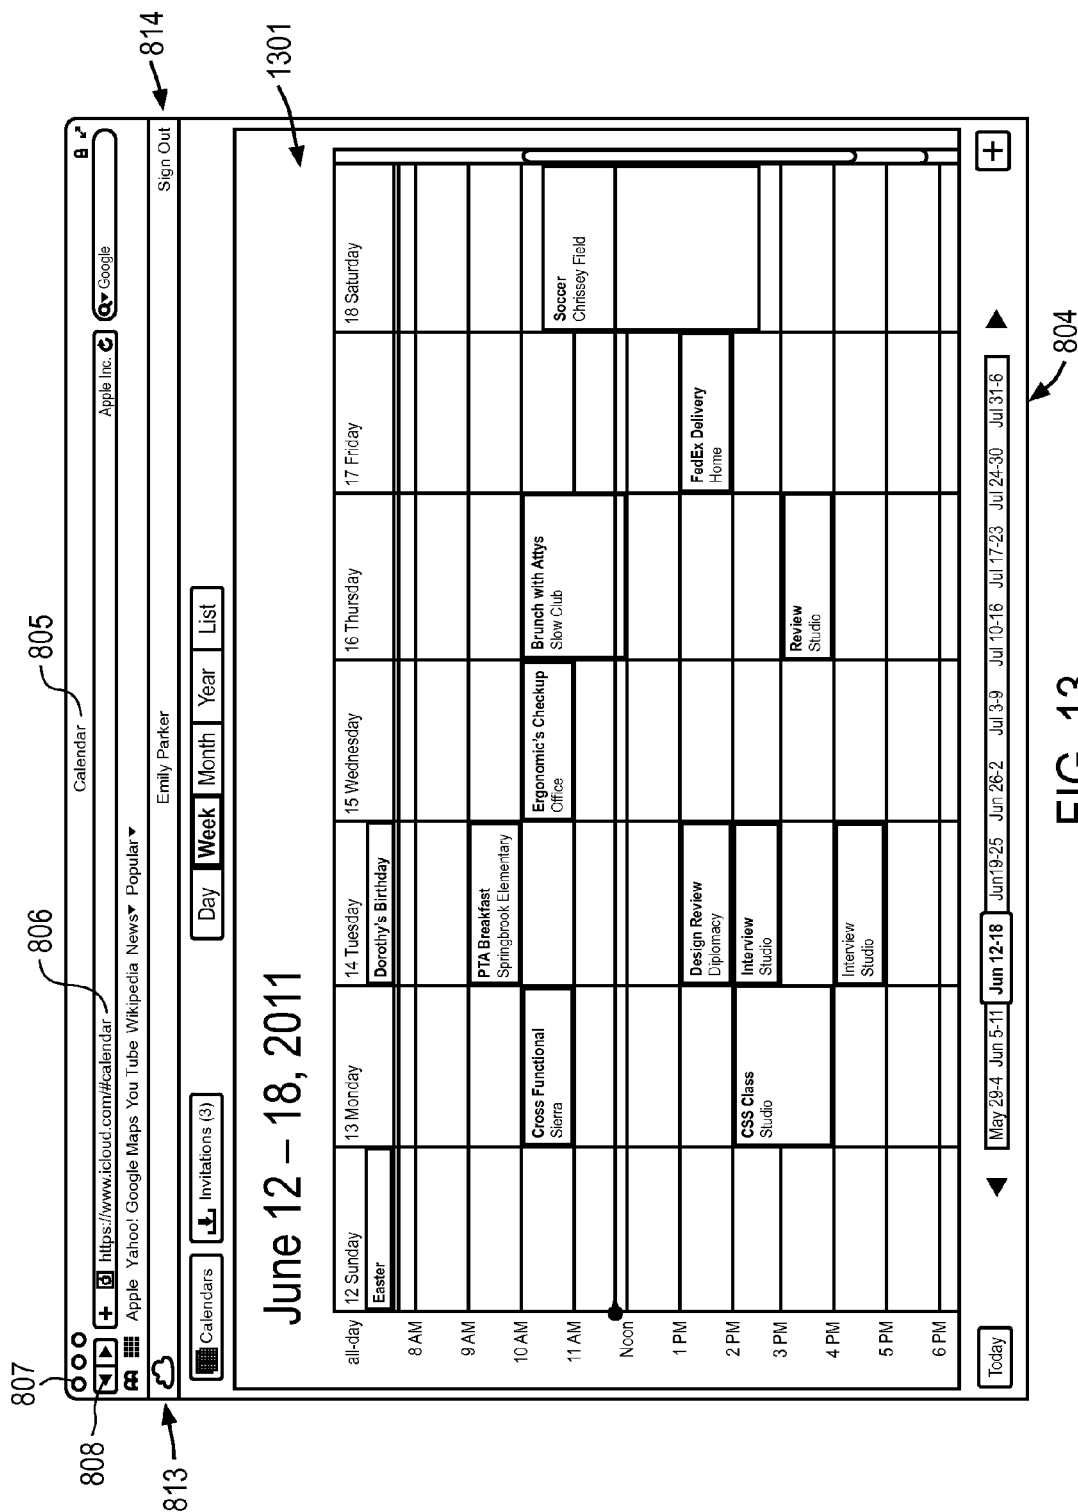 805
Calendar
806
807
808
https://www.icloud.com/#calendar
Apple Inc.
Google
Apple Yahoo! Google Maps You Tube Wikipedia News Popular
813
Emily Parker
Sign Out
814
Calendars
Invitations (3)
Day Week Month Year List
June 12 – 18, 2011
1301
all-day
12 Sunday
13 Monday
14 Tuesday
15 Wednesday
16 Thursday
17 Friday
18 Saturday
Easter
Dorothy's Birthday
8 AM
9 AM
PTA Breakfast
Springbrook Elementary
10 AM
Cross Functional
Sierra
Ergonomic's Checkup
Office
Brunch with Attys
Slow Club
Soccer
Chrissey Field
11 AM
Noon
1 PM
Design Review
Diplomacy
FedEx Delivery
Home
2 PM
CSS Class
Studio
Interview
Studio
3 PM
Review
Studio
4 PM
Interview
Studio
5 PM
6 PM
Today
May 29-4 Jun 5-11 Jun 12-18 Jun19-25 Jun 26-2 Jul 3-9 Jul 10-16 Jul 17-23 Jul 24-30 Jul 31-6
+
804
FIG. 13